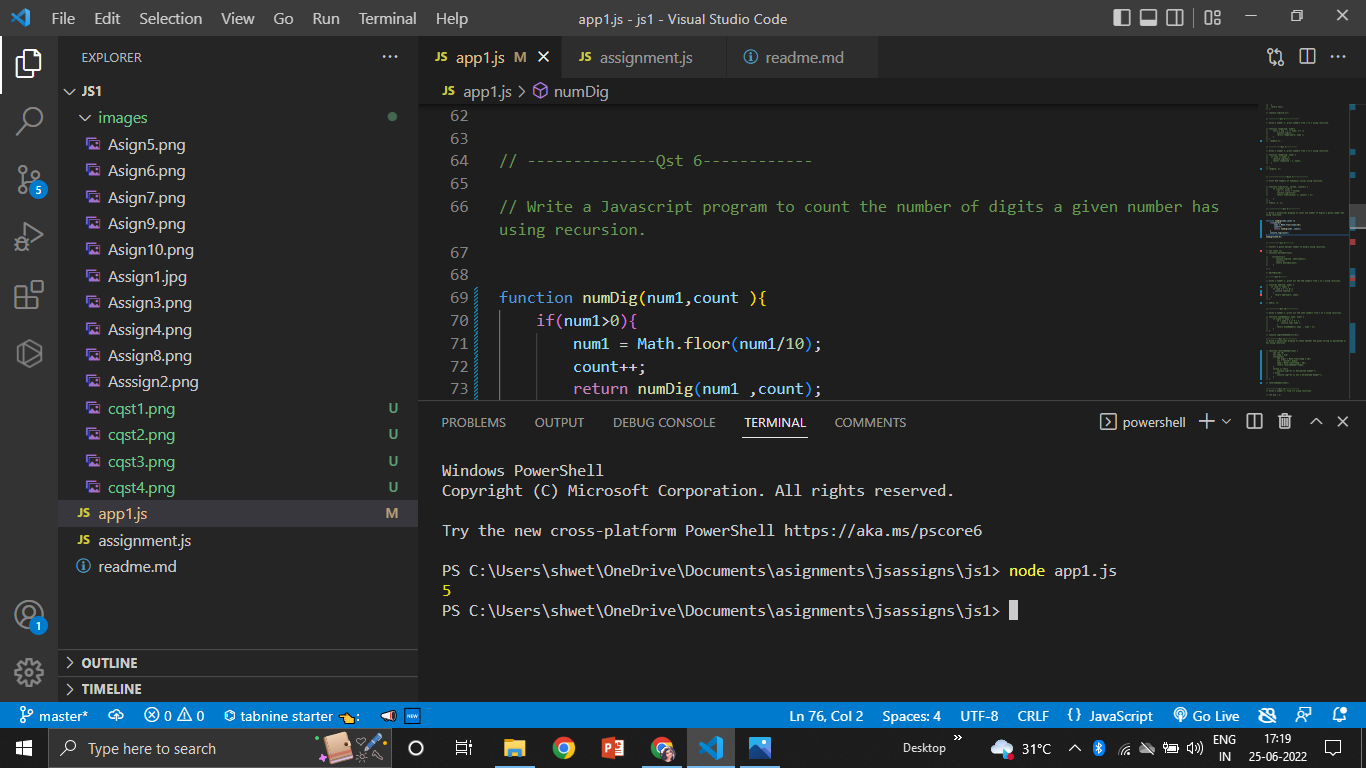 File Edit Selection View Go Run Terminal Help app1.js - js1 - Visual Studio Code
EXPLORER
JS1
images
Asign5.png
Asign6.png
Asign7.png
Asign9.png
Asign10.png
Assign1.jpg
Assign3.png
Assign4.png
Assign8.png
Asssign2.png
cqst1.png U
cqst2.png U
cqst3.png U
cqst4.png U
JS app1.js M
JS assignment.js
readme.md
OUTLINE
TIMELINE
5
1
JS app1.js M
JS assignment.js
readme.md
JS app1.js > numDig
62
63
64 // --------------Qst 6------------
65
66 // Write a Javascript program to count the number of digits a given number has
using recursion.
67
68
69 function numDig(num1,count ){
70 if(num1>0){
71 num1 = Math.floor(num1/10);
72 count++;
73 return numDig(num1 ,count);
PROBLEMS OUTPUT DEBUG CONSOLE TERMINAL COMMENTS powershell
Windows PowerShell
Copyright (C) Microsoft Corporation. All rights reserved.
Try the new cross-platform PowerShell https://aka.ms/pscore6
PS C:\Users\shwet\OneDrive\Documents\asignments\jsassigns\js1> node app1.js
5
PS C:\Users\shwet\OneDrive\Documents\asignments\jsassigns\js1>
master* 0 0 tabnine starter : NEW Ln 76, Col 2 Spaces: 4 UTF-8 CRLF {} JavaScript Go Live
Type here to search Desktop » 31°C ENG
IN 17:19
25-06-2022